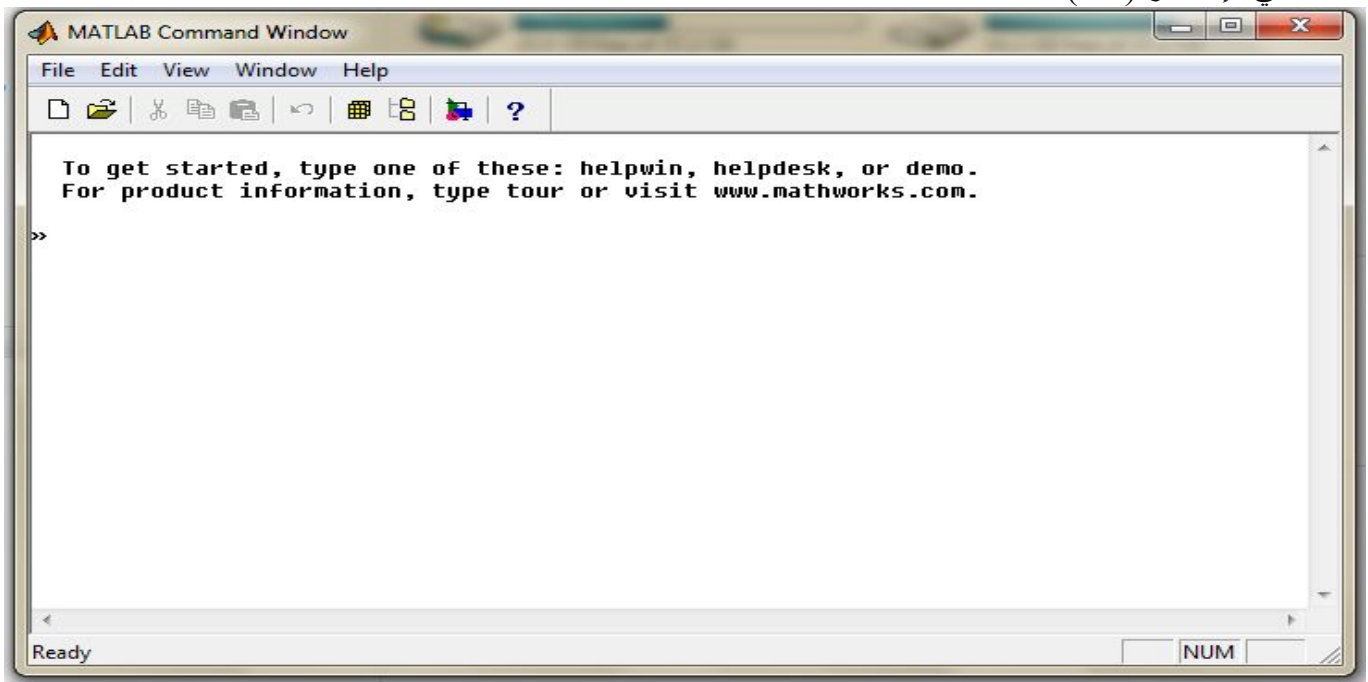 MATLAB Command Window
File Edit View Window Help
To get started, type one of these: helpwin, helpdesk, or demo.
For product information, type tour or visit www.mathworks.com.
»
Ready NUM